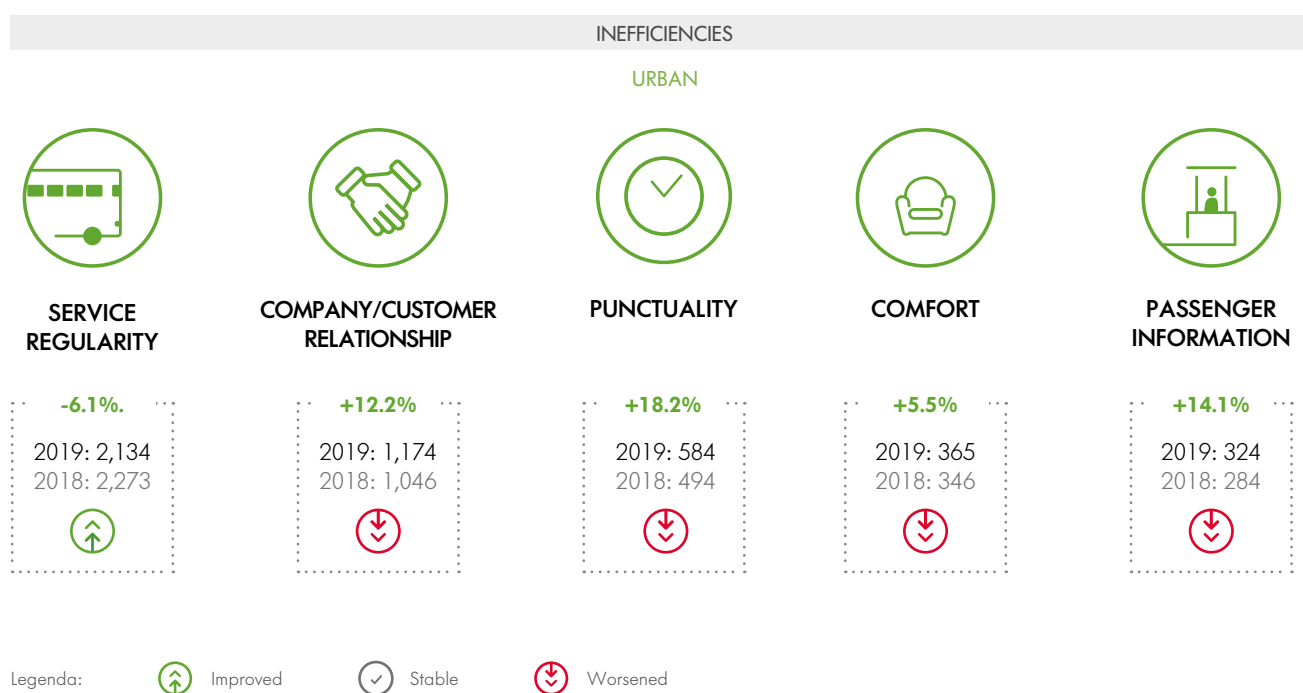 INEFFICIENCIES
URBAN
SERVICE
REGULARITY
-6.1%.
2019: 2,134
2018: 2,273
COMPANY/CUSTOMER
RELATIONSHIP
+12.2%
2019: 1,174
2018: 1,046
PUNCTUALITY
+18.2%
2019: 584
2018: 494
COMFORT
+5.5%
2019: 365
2018: 346
PASSENGER
INFORMATION
+14.1%
2019: 324
2018: 284
Legenda: Improved Stable Worsened